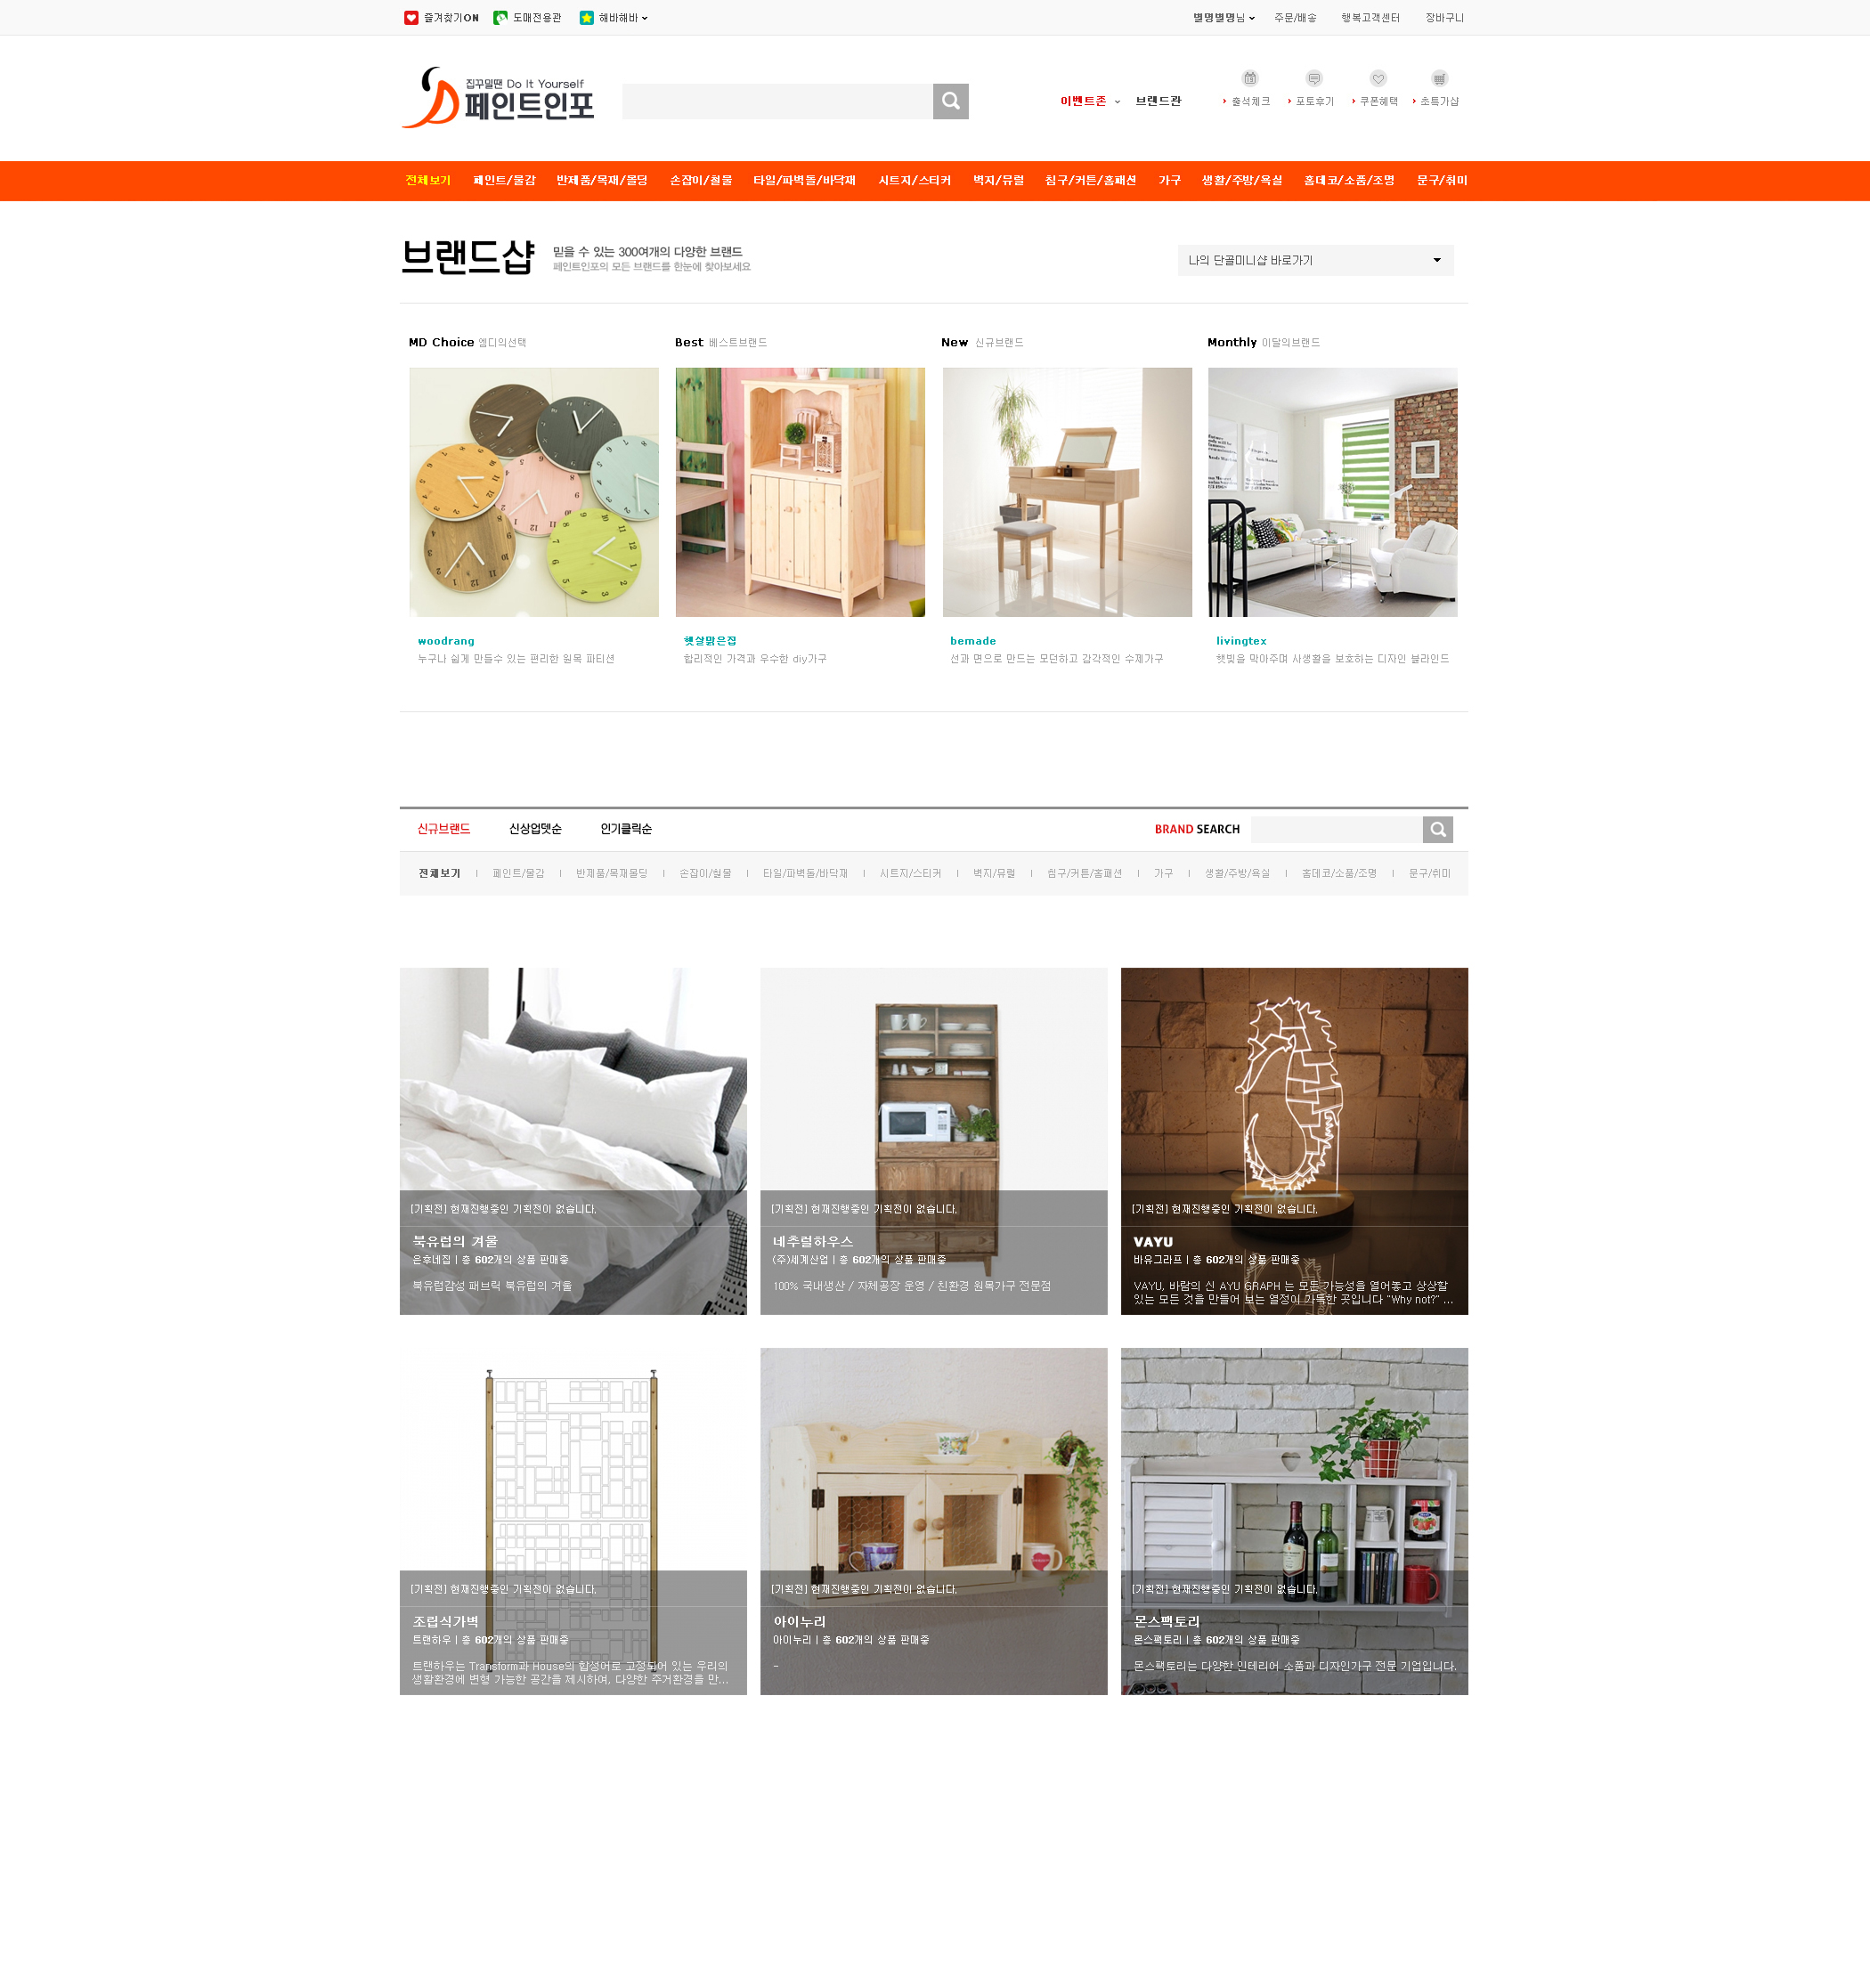 즐겨찾기ON 도매전용관 해바해바
별명별명님 주문/배송 행복고객센터 장바구니
집꾸밀땐 Do It Yourself
페인트인포
이벤트존 브랜드관
출석체크 포토후기 쿠폰혜택 초특가샵
전체보기 페인트/물감 반제품/목재/몰딩 손잡이/철물 타일/파벽돌/바닥재 시트지/스티커 벽지/뮤럴 침구/커튼/홈패션 가구 생활/주방/욕실 홈데코/소품/조명 문구/취미
브랜드샵
믿을 수 있는 300여개의 다양한 브랜드
페인트인포의 모든 브랜드를 한눈에 찾아보세요
나의 단골미니샵 바로가기
MD Choice 엠디의선택
Best 베스트브랜드
New 신규브랜드
Monthly 이달의브랜드
woodrang
누구나 쉽게 만들수 있는 편리한 원목 파티션
햇살맑은집
합리적인 가격과 우수한 diy가구
bemade
선과 면으로 만드는 모던하고 감각적인 수제가구
livingtex
햇빛을 막아주며 사생활을 보호하는 디자인 블라인드
신규브랜드 신상업뎃순 인기클릭순
BRAND SEARCH
전체보기 페인트/물감 반제품/목재몰딩 손잡이/철물 타일/파벽돌/바닥재 시트지/스티커 벽지/뮤럴 침구/커튼/홈패션 가구 생활/주방/욕실 홈데코/소품/조명 문구/취미
[기획전] 현재진행중인 기획전이 없습니다.
북유럽의 겨울
은후네집 | 총 602개의 상품 판매중
북유럽감성 패브릭 북유럽의 겨울
[기획전] 현재진행중인 기획전이 없습니다.
네추럴하우스
(주)세계산업 | 총 602개의 상품 판매중
100% 국내생산 / 자체공장 운영 / 친환경 원목가구 전문점
[기획전] 현재진행중인 기획전이 없습니다.
VAYU
바유그라프 | 총 602개의 상품 판매중
VAYU, 바람의 신 AYU GRAPH 는 모든 가능성을 열어놓고 상상할
있는 모든 것을 만들어 보는 열정이 가득한 곳입니다 "Why not?" ...
[기획전] 현재진행중인 기획전이 없습니다.
조립식가벽
트랜하우 | 총 602개의 상품 판매중
트랜하우는 Transform과 House의 합성어로 고정되어 있는 우리의
생활환경에 변형 가능한 공간을 제시하여, 다양한 주거환경을 만...
[기획전] 현재진행중인 기획전이 없습니다.
아이누리
아이누리 | 총 602개의 상품 판매중
-
[기획전] 현재진행중인 기획전이 없습니다.
몬스팩토리
몬스팩토리 | 총 602개의 상품 판매중
몬스팩토리는 다양한 인테리어 소품과 디자인가구 전문 기업입니다.